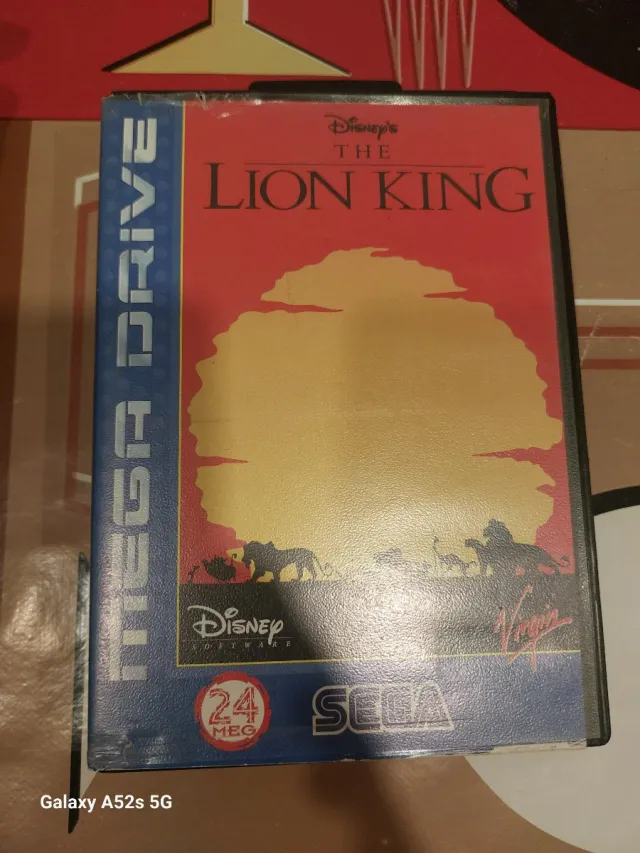 MEGA DRIVE
Disney's
THE
LION KING
Disney
SOFTWARE
Virgin
24
MEG
SEGA
Galaxy A52s 5G